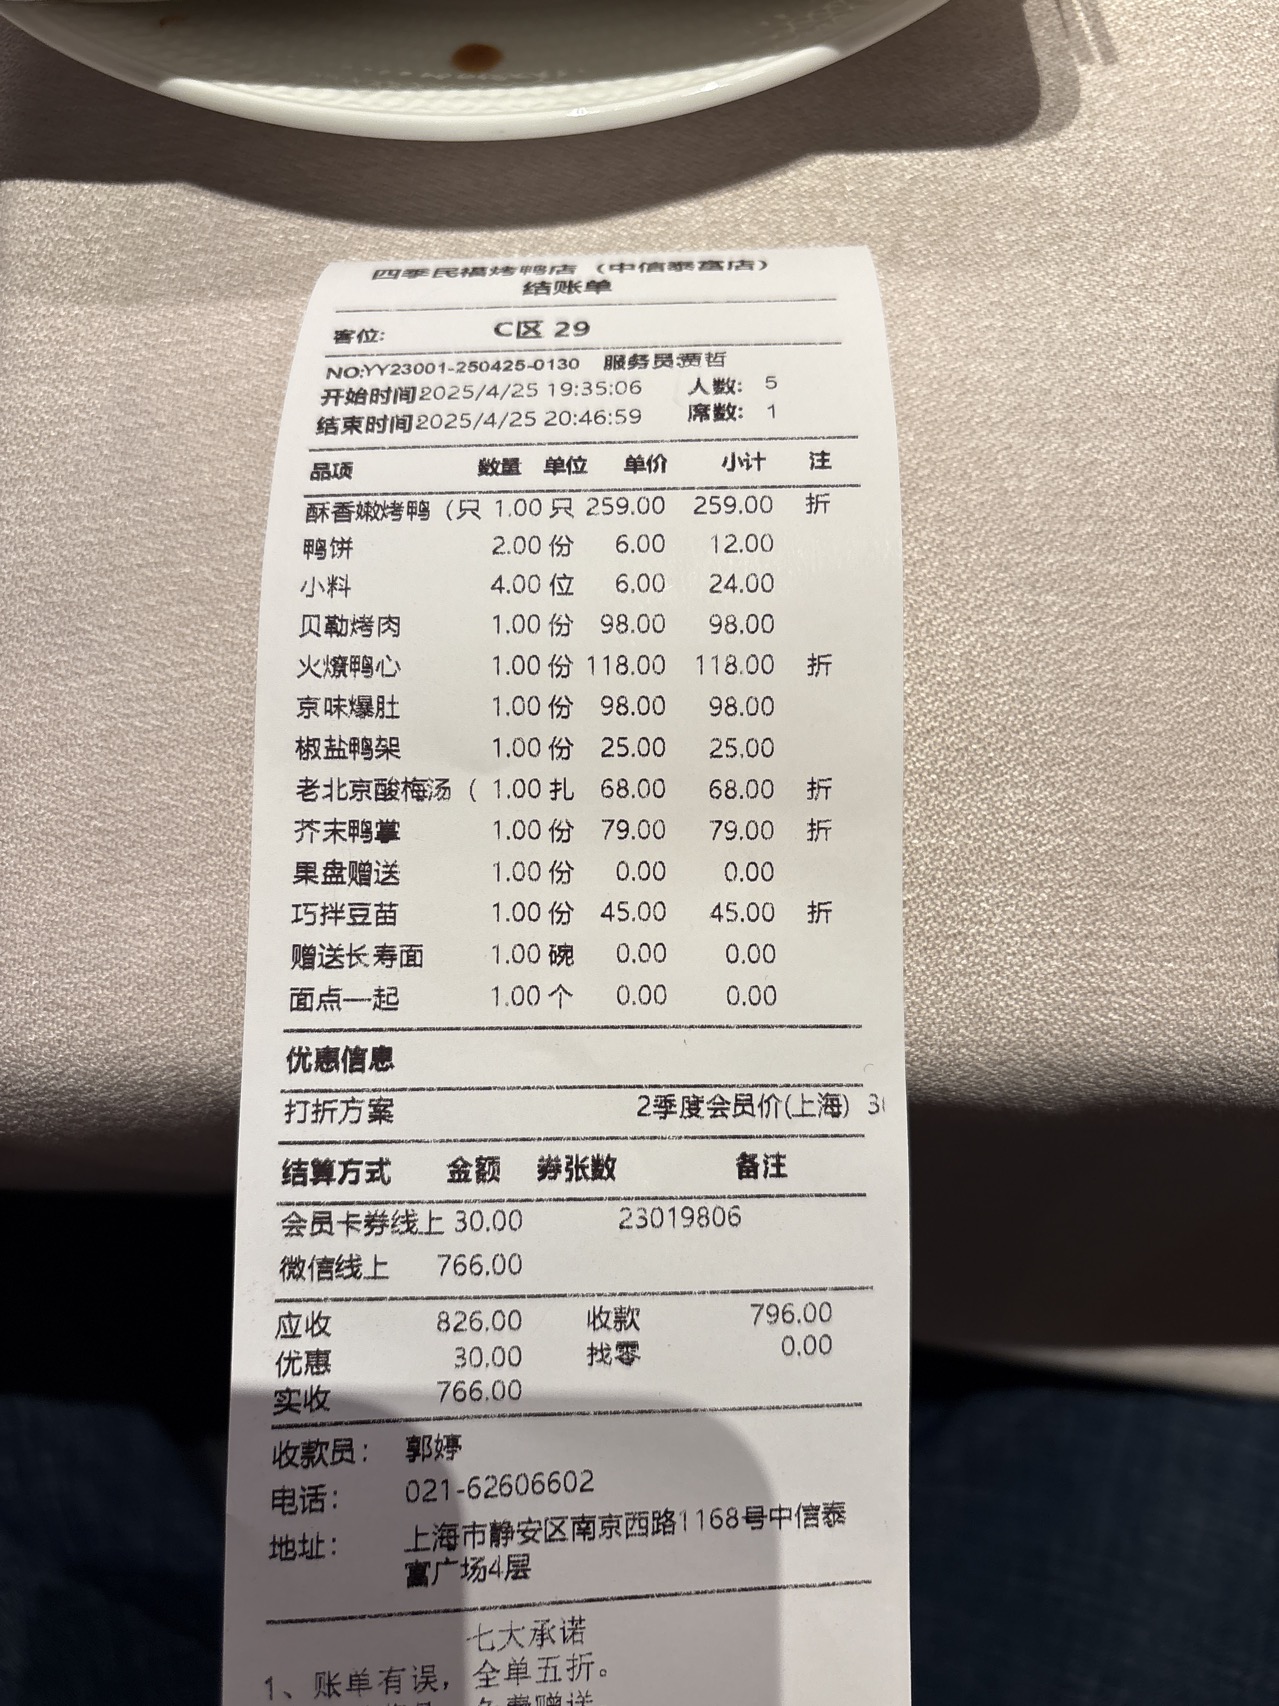 四季民福烤鸭店（中信泰富店）
结账单
客位: C区 29
NO:YY23001-250425-0130 服务员:贾哲
开始时间2025/4/25 19:35:06 人数: 5
结束时间2025/4/25 20:46:59 席数: 1
品项 数量 单位 单价 小计 注
酥香嫩烤鸭（只 1.00 只 259.00 259.00 折
鸭饼 2.00 份 6.00 12.00
小料 4.00 位 6.00 24.00
贝勒烤肉 1.00 份 98.00 98.00
火燎鸭心 1.00 份 118.00 118.00 折
京味爆肚 1.00 份 98.00 98.00
椒盐鸭架 1.00 份 25.00 25.00
老北京酸梅汤（ 1.00 扎 68.00 68.00 折
芥末鸭掌 1.00 份 79.00 79.00 折
果盘赠送 1.00 份 0.00 0.00
巧拌豆苗 1.00 份 45.00 45.00 折
赠送长寿面 1.00 碗 0.00 0.00
面点一起 1.00 个 0.00 0.00
优惠信息
打折方案 2季度会员价(上海) 3
结算方式 金额 券张数 备注
会员卡券线上 30.00 23019806
微信线上 766.00
应收 826.00 收款 796.00
优惠 30.00 找零 0.00
实收 766.00
收款员: 郭婷
电话: 021-62606602
地址: 上海市静安区南京西路1168号中信泰
富广场4层
七大承诺
1、账单有误，全单五折。
免费赠送